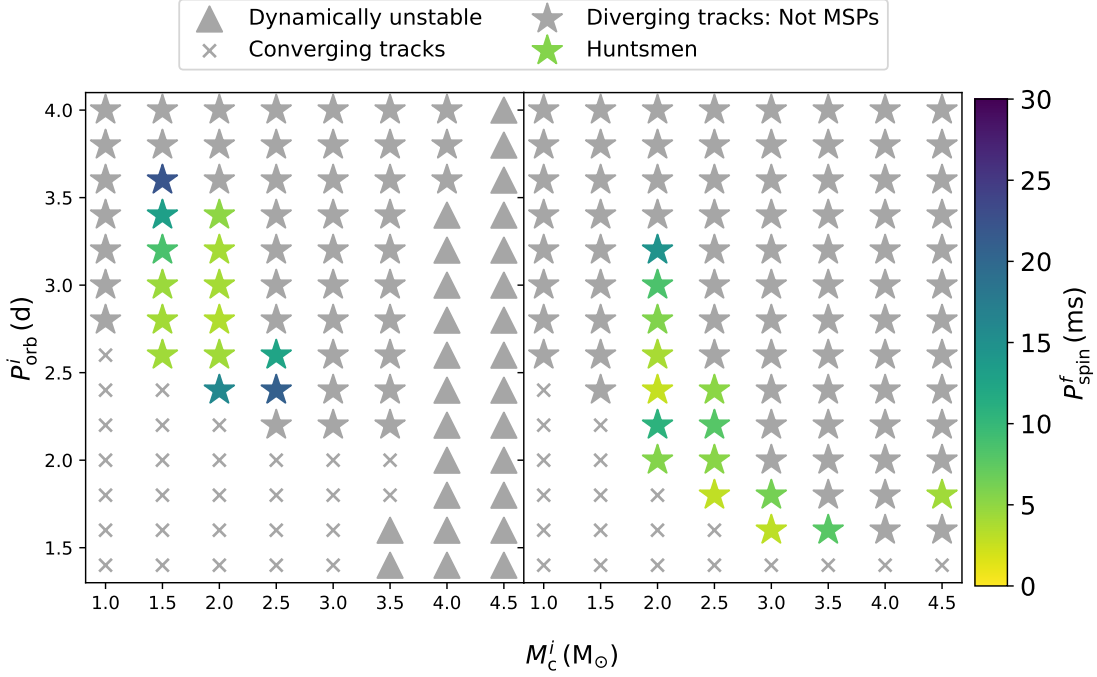 Dynamically unstable
Converging tracks
Diverging tracks: Not MSPs
Huntsmen
4.0
3.5
3.0
2.5
2.0
1.5
P^i_orb (d)
1.0 1.5 2.0 2.5 3.0 3.5 4.0 4.5
1.0 1.5 2.0 2.5 3.0 3.5 4.0 4.5
M^i_c (M_⊙)
30
25
20
15
10
5
0
P^f_spin (ms)